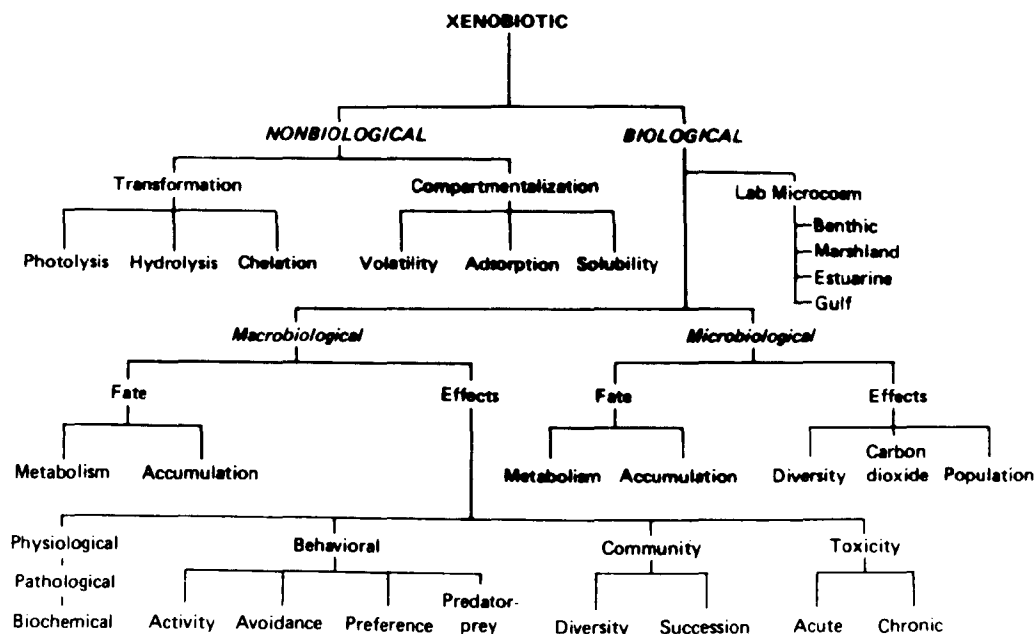 XENOBIOTIC
NONBIOLOGICAL
BIOLOGICAL
Transformation
Compartmentalization
Lab Microcosm
Photolysis
Hydrolysis
Chelation
Volatility
Adsorption
Solubility
Benthic
Marshland
Estuarine
Gulf
Macrobiological
Microbiological
Fate
Effects
Fate
Effects
Metabolism
Accumulation
Metabolism
Accumulation
Diversity
Carbon
dioxide
Population
Physiological
Pathological
Biochemical
Behavioral
Activity
Avoidance
Preference
Predator-
prey
Community
Diversity
Succession
Toxicity
Acute
Chronic